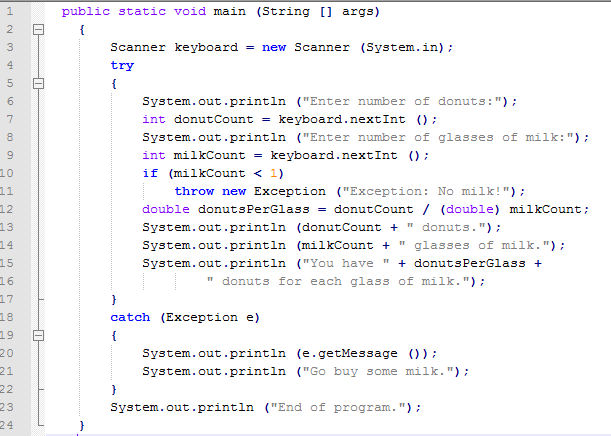 1 public static void main (String [] args)
2 {
3 Scanner keyboard = new Scanner (System.in);
4 try
5 {
6 System.out.println ("Enter number of donuts:");
7 int donutCount = keyboard.nextInt ();
8 System.out.println ("Enter number of glasses of milk:");
9 int milkCount = keyboard.nextInt ();
10 if (milkCount < 1)
11 throw new Exception ("Exception: No milk!");
12 double donutsPerGlass = donutCount / (double) milkCount;
13 System.out.println (donutCount + " donuts.");
14 System.out.println (milkCount + " glasses of milk.");
15 System.out.println ("You have " + donutsPerGlass +
16 " donuts for each glass of milk.");
17 }
18 catch (Exception e)
19 {
20 System.out.println (e.getMessage ());
21 System.out.println ("Go buy some milk.");
22 }
23 System.out.println ("End of program.");
24 }